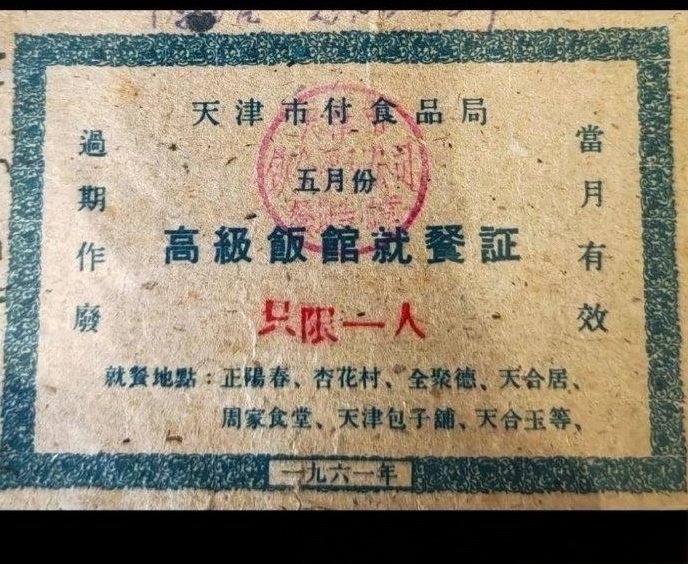 天津市付食品局
五月份
高級飯館就餐証
只限一人
過期作廢
當月有效
就餐地點：正陽春、杏花村、全聚德、天合居、
周家食堂、天津包子舖、天合玉等、
一九六一年